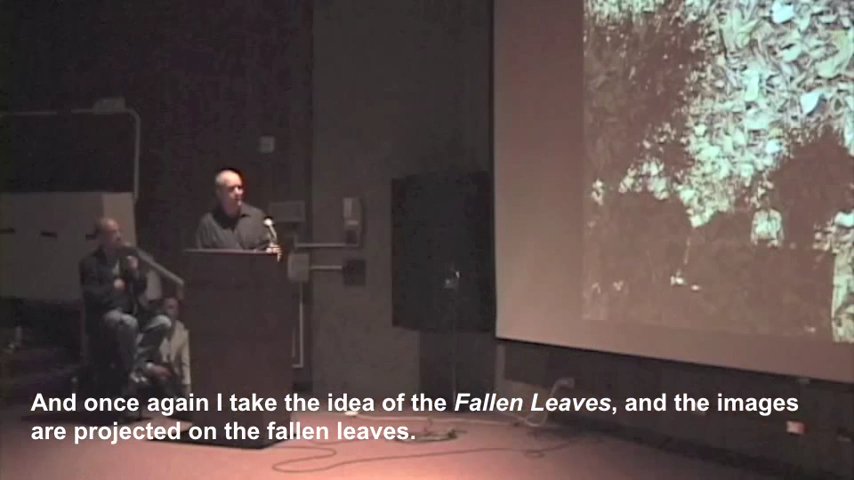 And once again I take the idea of the Fallen Leaves, and the images
are projected on the fallen leaves.